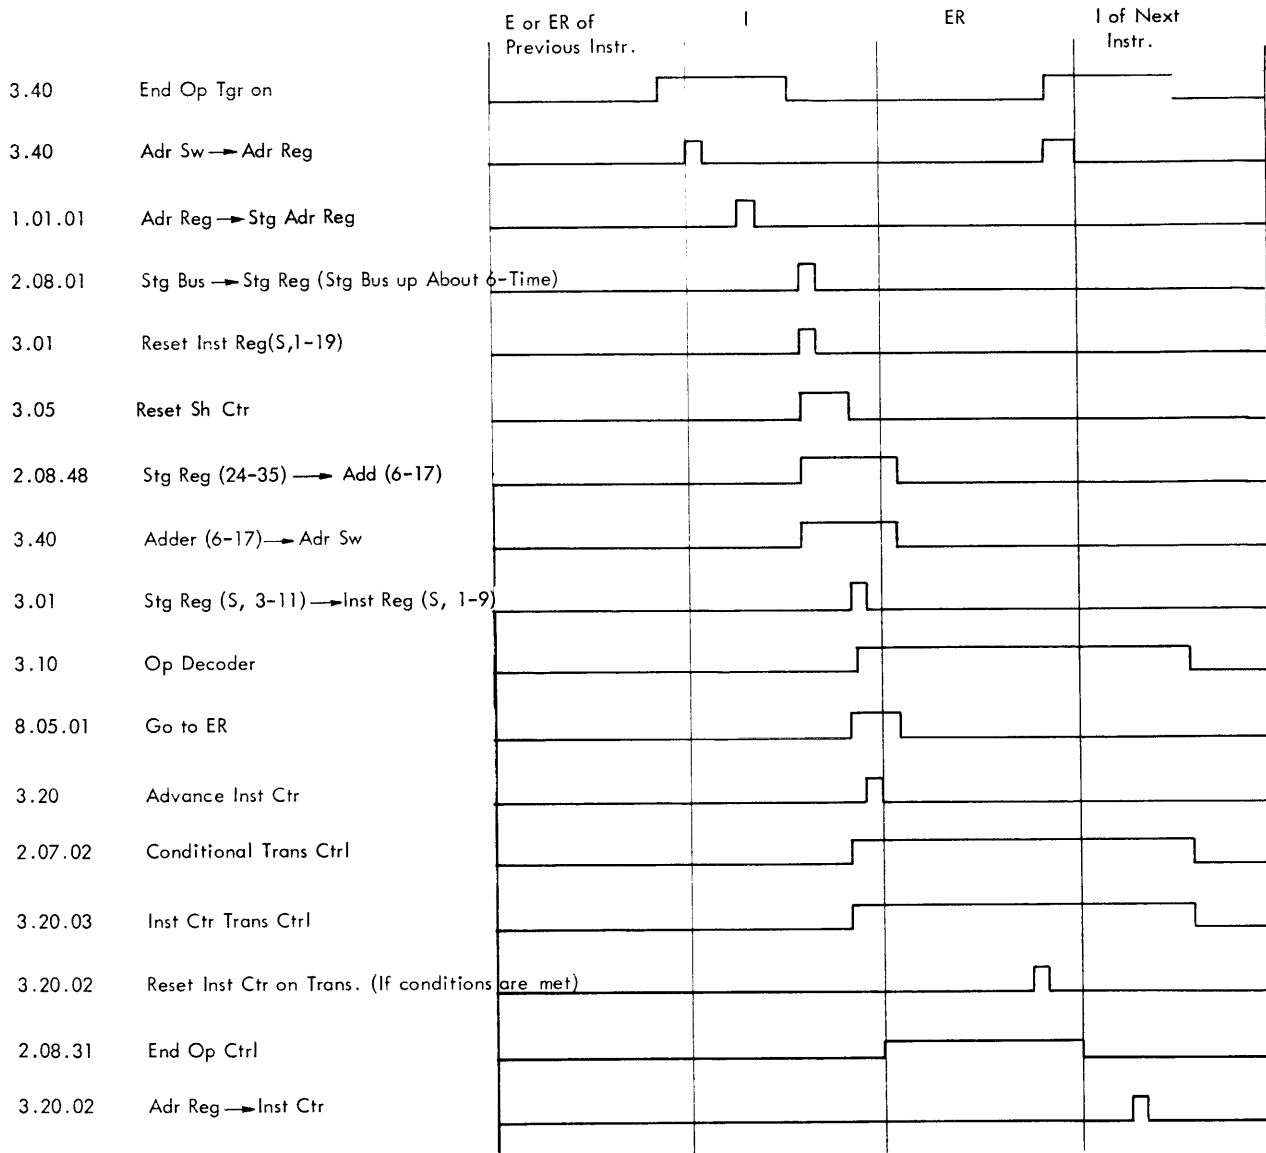 E or ER of I ER I of Next
Previous Instr. Instr.
3.40 End Op Tgr on
3.40 Adr Sw → Adr Reg
1.01.01 Adr Reg → Stg Adr Reg
2.08.01 Stg Bus → Stg Reg (Stg Bus up About 6-Time)
3.01 Reset Inst Reg(S,1-19)
3.05 Reset Sh Ctr
2.08.48 Stg Reg (24-35) → Add (6-17)
3.40 Adder (6-17) → Adr Sw
3.01 Stg Reg (S, 3-11) → Inst Reg (S, 1-9)
3.10 Op Decoder
8.05.01 Go to ER
3.20 Advance Inst Ctr
2.07.02 Conditional Trans Ctrl
3.20.03 Inst Ctr Trans Ctrl
3.20.02 Reset Inst Ctr on Trans. (If conditions are met)
2.08.31 End Op Ctrl
3.20.02 Adr Reg → Inst Ctr